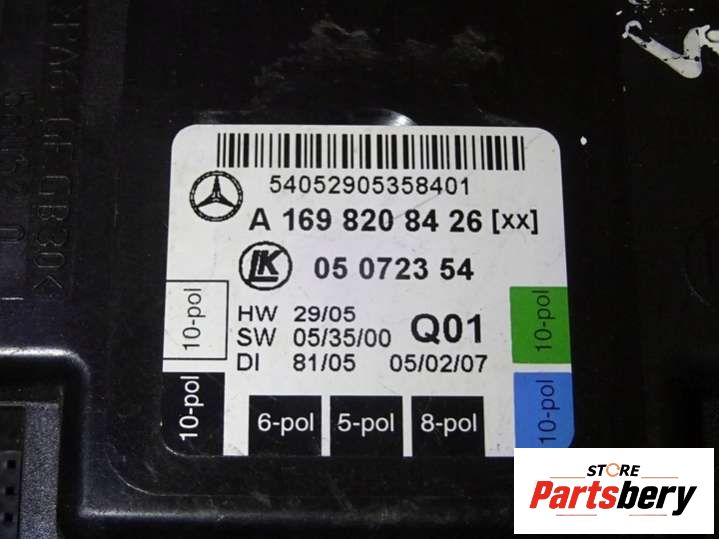 54052905358401
A 169 820 84 26 [xx]
LK 05 0723 54
HW 29/05
SW 05/35/00 Q01
DI 81/05 05/02/07
10-pol
10-pol
10-pol
10-pol
6-pol 5-pol 8-pol
STORE
Partsbery